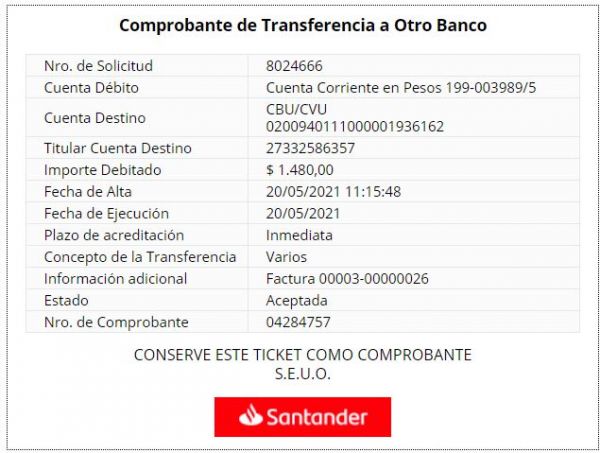 Comprobante de Transferencia a Otro Banco
Nro. de Solicitud 8024666
Cuenta Débito Cuenta Corriente en Pesos 199-003989/5
Cuenta Destino CBU/CVU
0200940111000001936162
Titular Cuenta Destino 27332586357
Importe Debitado $ 1.480,00
Fecha de Alta 20/05/2021 11:15:48
Fecha de Ejecución 20/05/2021
Plazo de acreditación Inmediata
Concepto de la Transferencia Varios
Información adicional Factura 00003-00000026
Estado Aceptada
Nro. de Comprobante 04284757
CONSERVE ESTE TICKET COMO COMPROBANTE
S.E.U.O.
Santander